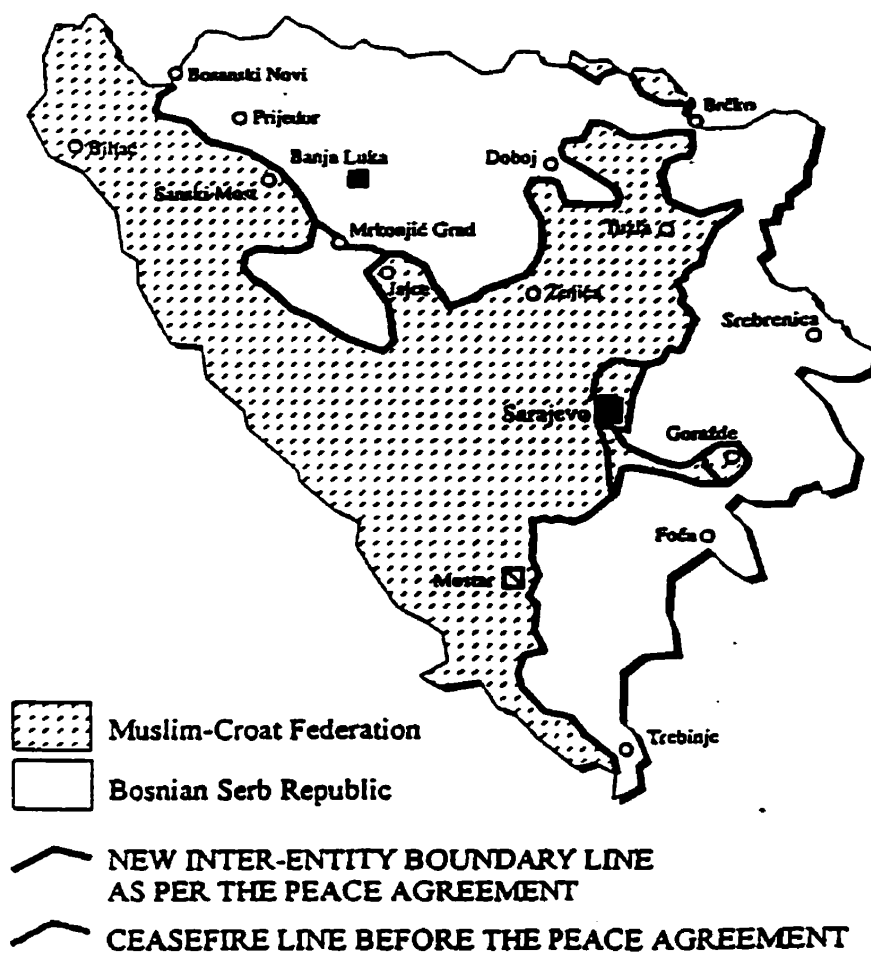 Bosanski Novi
Brčko
Prijedor
Bihać
Banja Luka
Doboj
Sanski Most
Tuzla
Mrkonjić Grad
Jajce
Zenica
Srebrenica
Sarajevo
Goražde
Foča
Mostar
Muslim-Croat Federation
Trebinje
Bosnian Serb Republic
NEW INTER-ENTITY BOUNDARY LINE
AS PER THE PEACE AGREEMENT
CEASEFIRE LINE BEFORE THE PEACE AGREEMENT